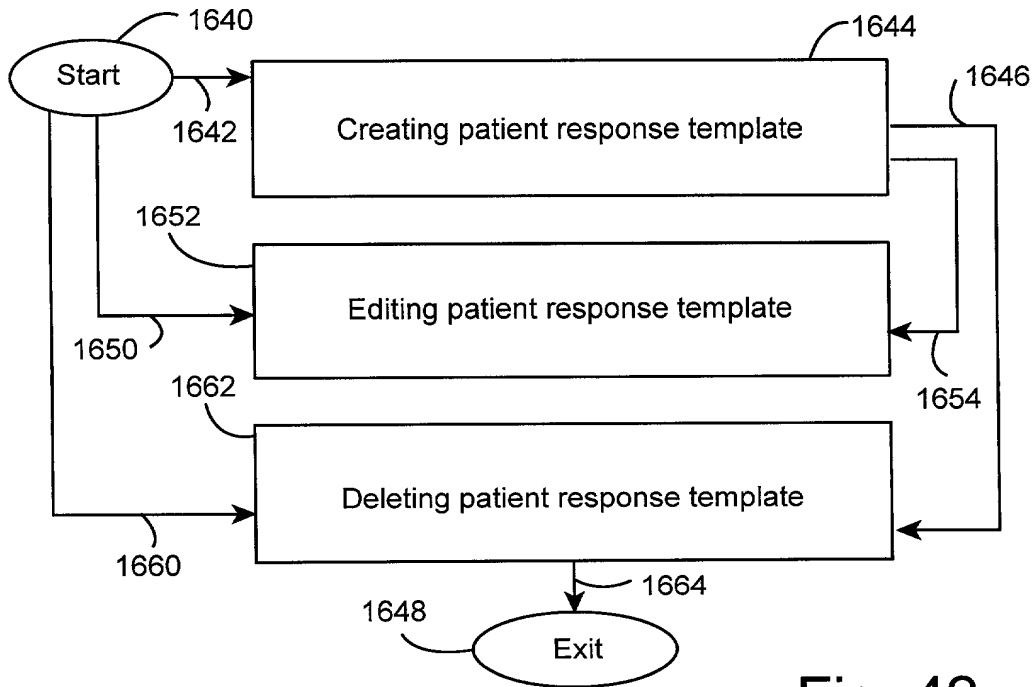 1640
Start
1642
1644
Creating patient response template
1646
1652
Editing patient response template
1650
1654
1662
Deleting patient response template
1660
1664
1648
Exit